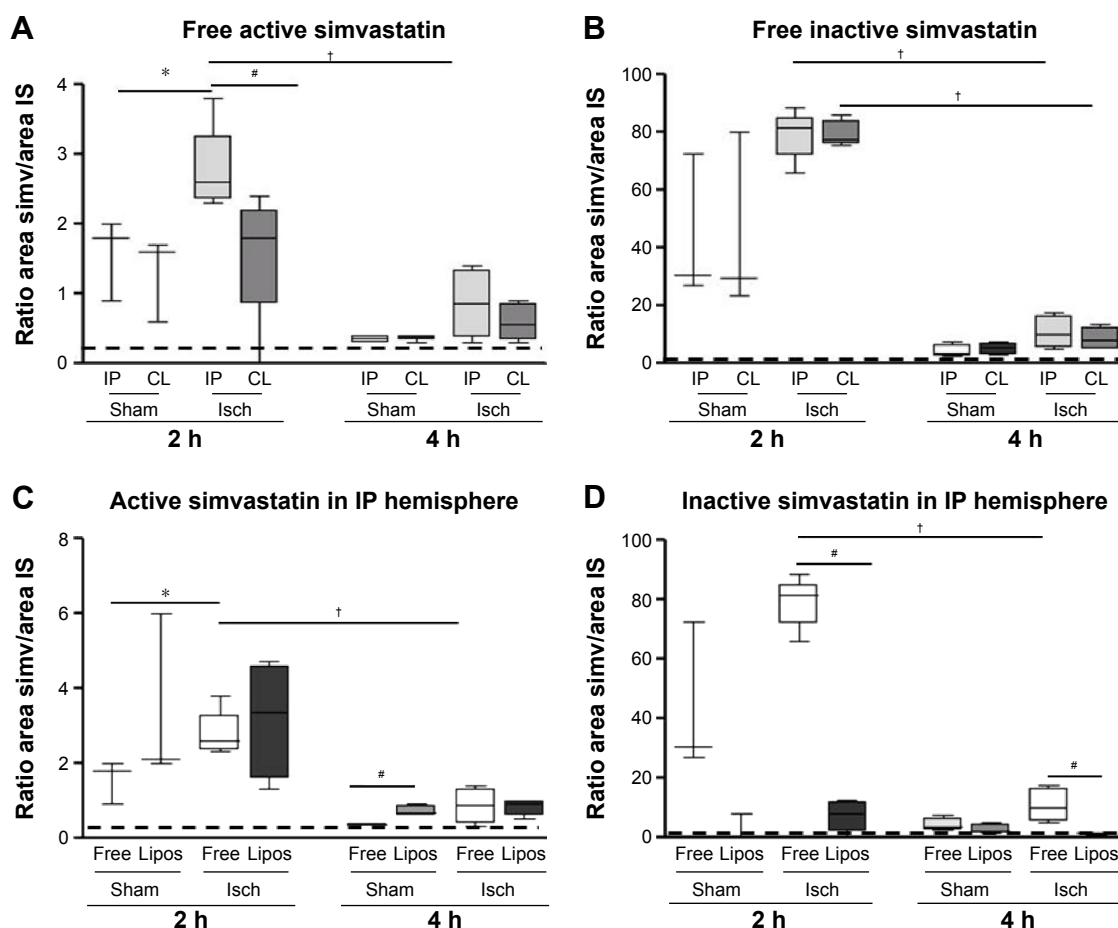 A
Free active simvastatin
†
*
#
Ratio area simv/area IS
4
3
2
1
0
IP CL IP CL IP CL IP CL
Sham Isch Sham Isch
2 h 4 h
B
Free inactive simvastatin
†
†
Ratio area simv/area IS
100
80
60
40
20
0
IP CL IP CL IP CL IP CL
Sham Isch Sham Isch
2 h 4 h
C
Active simvastatin in IP hemisphere
*
†
#
Ratio area simv/area IS
8
6
4
2
0
Free Lipos Free Lipos Free Lipos Free Lipos
Sham Isch Sham Isch
2 h 4 h
D
Inactive simvastatin in IP hemisphere
†
#
#
Ratio area simv/area IS
100
80
60
40
20
0
Free Lipos Free Lipos Free Lipos Free Lipos
Sham Isch Sham Isch
2 h 4 h